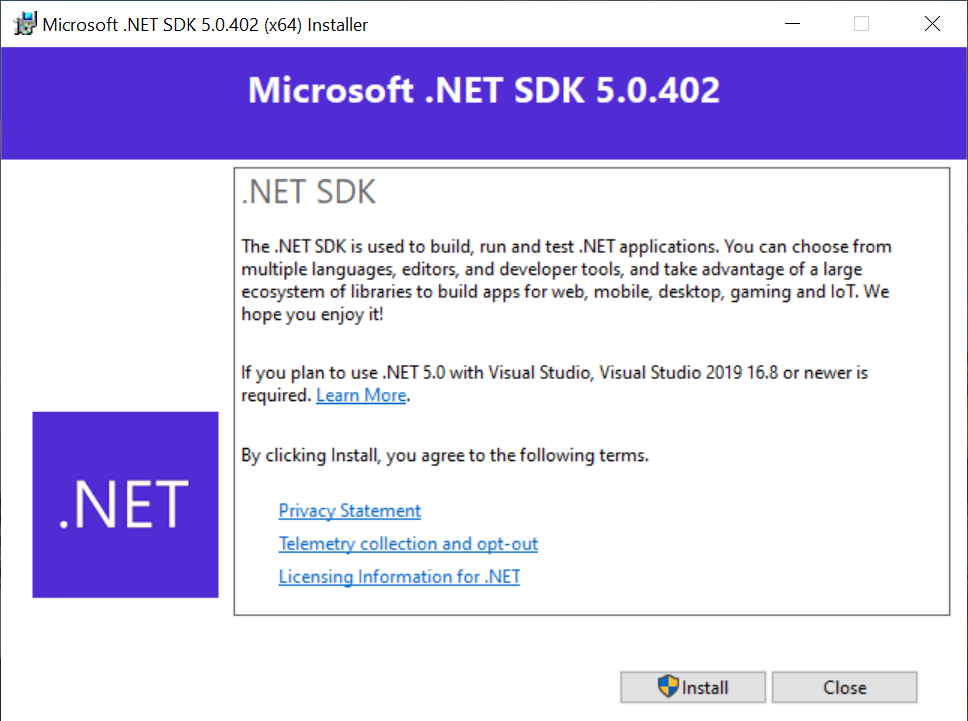 Microsoft .NET SDK 5.0.402 (x64) Installer
Microsoft .NET SDK 5.0.402
.NET SDK
The .NET SDK is used to build, run and test .NET applications. You can choose from
multiple languages, editors, and developer tools, and take advantage of a large
ecosystem of libraries to build apps for web, mobile, desktop, gaming and IoT. We
hope you enjoy it!
If you plan to use .NET 5.0 with Visual Studio, Visual Studio 2019 16.8 or newer is
required. Learn More.
By clicking Install, you agree to the following terms.
Privacy Statement
Telemetry collection and opt-out
Licensing Information for .NET
.NET
Install
Close